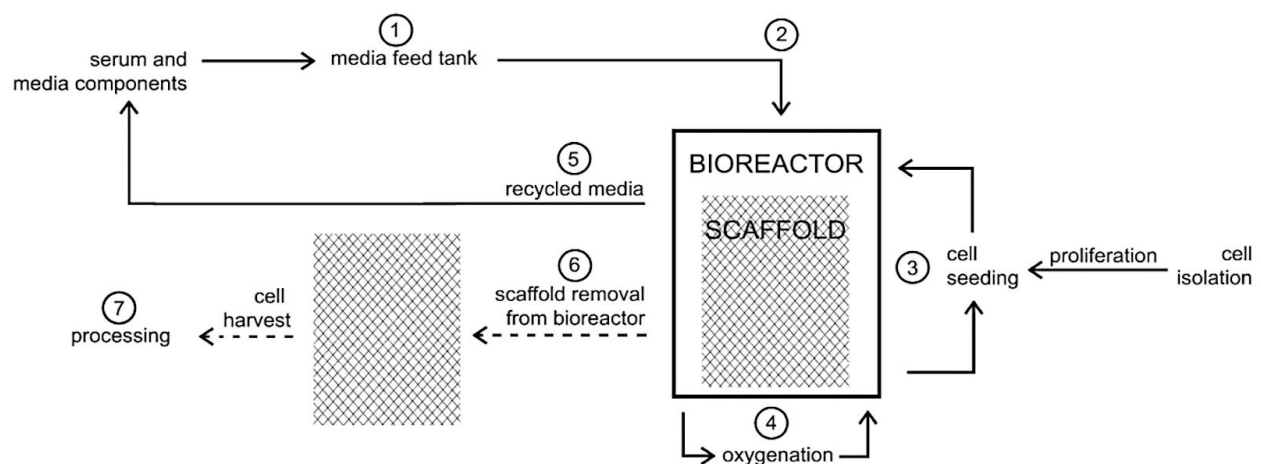 1
media feed tank
2
serum and
media components
BIOREACTOR
SCAFFOLD
5
recycled media
3
cell
seeding
proliferation
cell
isolation
6
scaffold removal
from bioreactor
cell
harvest
7
processing
4
oxygenation